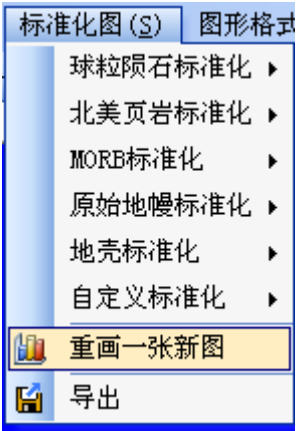 标准化图(S) 图形格式
球粒陨石标准化
北美页岩标准化
MORB标准化
原始地幔标准化
地壳标准化
自定义标准化
重画一张新图
导出